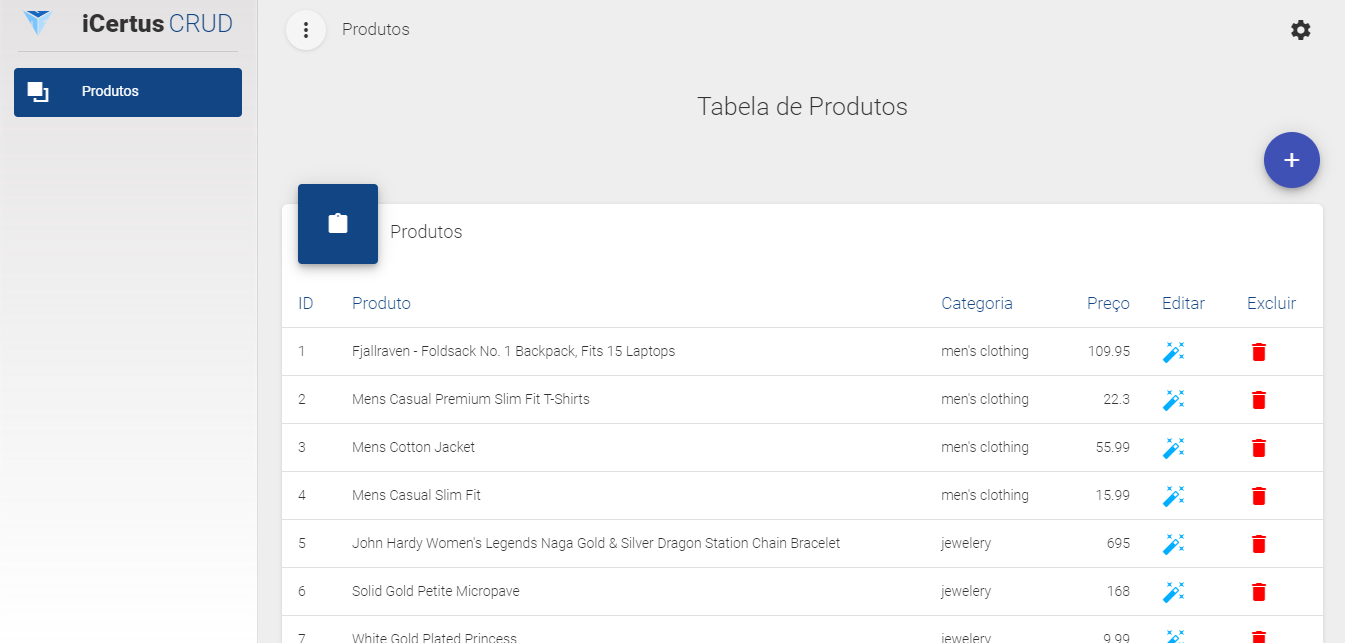 iCertus CRUD
Produtos
Produtos
Tabela de Produtos
+
Produtos
ID Produto Categoria Preço Editar Excluir
1 Fjallraven - Foldsack No. 1 Backpack, Fits 15 Laptops men's clothing 109.95
2 Mens Casual Premium Slim Fit T-Shirts men's clothing 22.3
3 Mens Cotton Jacket men's clothing 55.99
4 Mens Casual Slim Fit men's clothing 15.99
5 John Hardy Women's Legends Naga Gold & Silver Dragon Station Chain Bracelet jewelery 695
6 Solid Gold Petite Micropave jewelery 168
7 White Gold Plated Princess jewelery 9.99